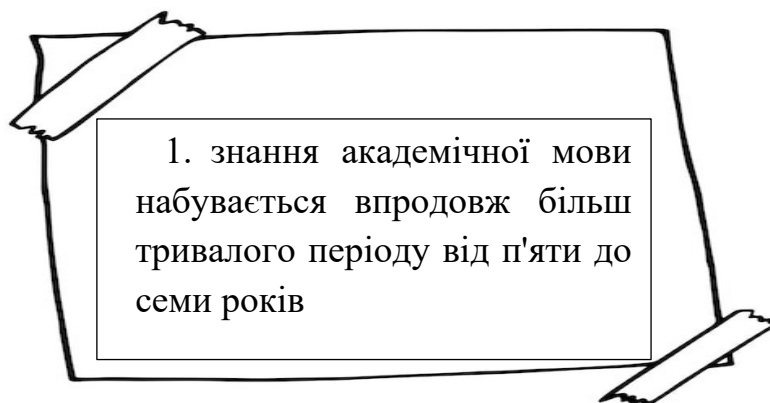 1. знання академічної мови
набувається впродовж більш
тривалого періоду від п'яти до
семи років